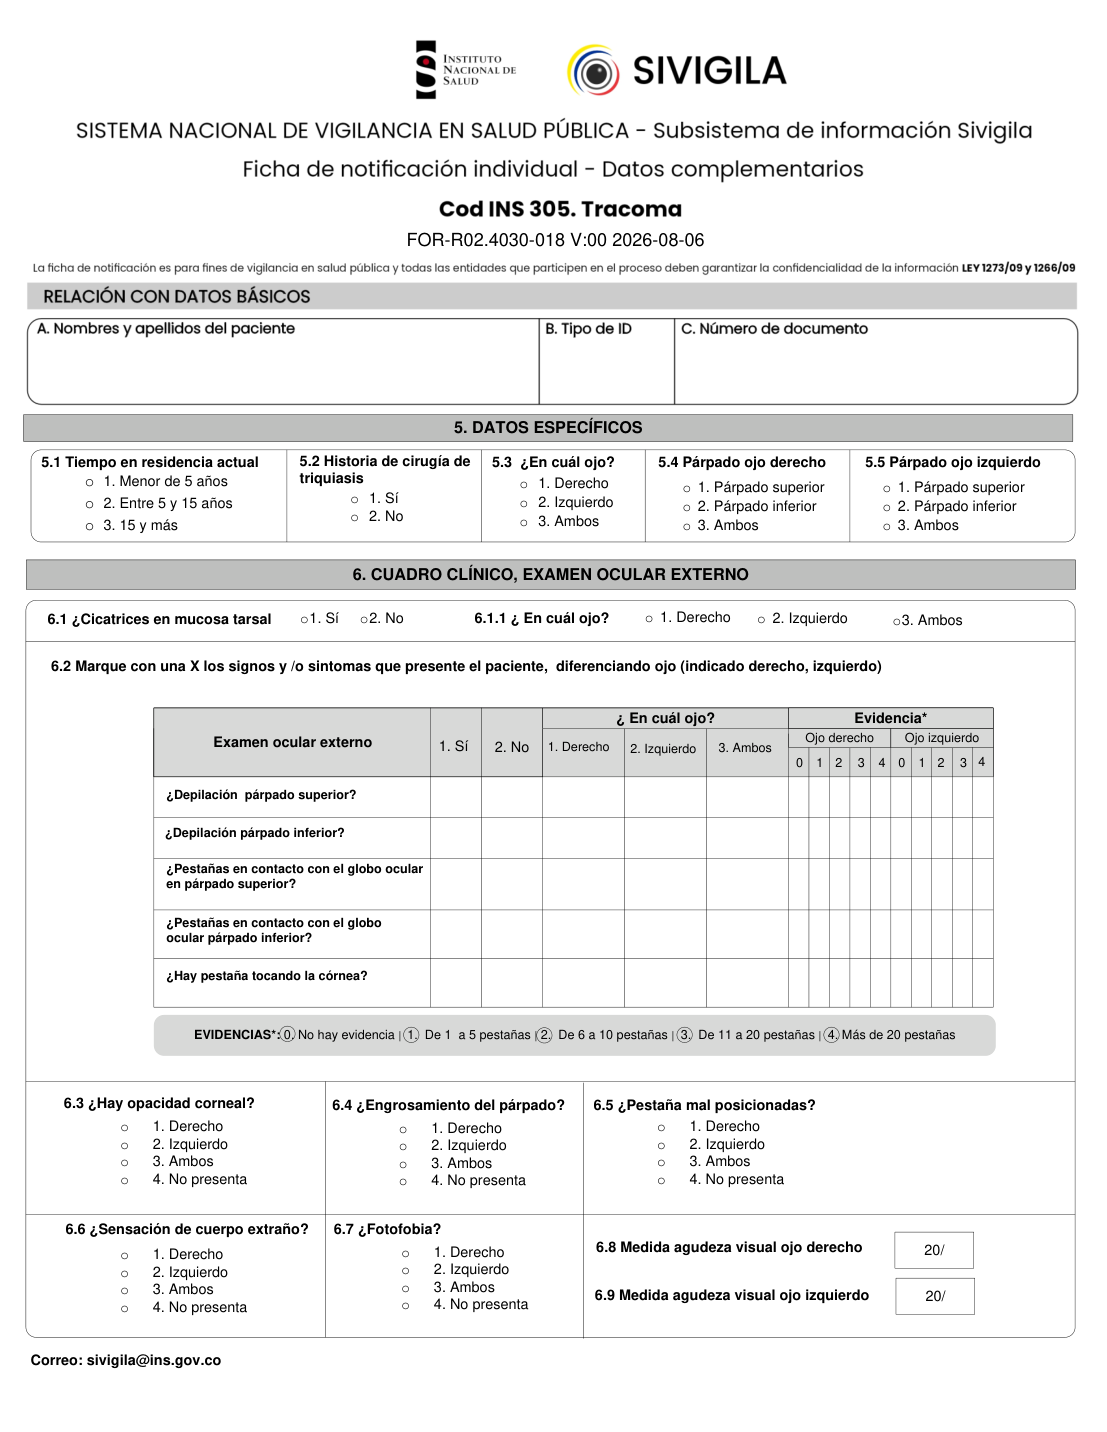 INSTITUTO
NACIONAL DE
SALUD
SIVIGILA
SISTEMA NACIONAL DE VIGILANCIA EN SALUD PÚBLICA - Subsistema de información Sivigila
Ficha de notificación individual - Datos complementarios
Cod INS 305. Tracoma
FOR-R02.4030-018 V:00 2026-08-06
La ficha de notificación es para fines de vigilancia en salud pública y todas las entidades que participen en el proceso deben garantizar la confidencialidad de la información LEY 1273/09 y 1266/09
RELACIÓN CON DATOS BÁSICOS
A. Nombres y apellidos del paciente
B. Tipo de ID
C. Número de documento
5. DATOS ESPECÍFICOS
5.1 Tiempo en residencia actual
1. Menor de 5 años
2. Entre 5 y 15 años
3. 15 y más
5.2 Historia de cirugía de
triquiasis
1. Sí
2. No
5.3 ¿En cuál ojo?
1. Derecho
2. Izquierdo
3. Ambos
5.4 Párpado ojo derecho
1. Párpado superior
2. Párpado inferior
3. Ambos
5.5 Párpado ojo izquierdo
1. Párpado superior
2. Párpado inferior
3. Ambos
6. CUADRO CLÍNICO, EXAMEN OCULAR EXTERNO
6.1 ¿Cicatrices en mucosa tarsal 1. Sí 2. No 6.1.1 ¿ En cuál ojo? 1. Derecho 2. Izquierdo 3. Ambos
6.2 Marque con una X los signos y /o sintomas que presente el paciente, diferenciando ojo (indicado derecho, izquierdo)
Examen ocular externo
1. Sí
2. No
¿ En cuál ojo?
1. Derecho
2. Izquierdo
3. Ambos
Evidencia*
Ojo derecho
Ojo izquierdo
0 1 2 3 4 0 1 2 3 4
¿Depilación párpado superior?
¿Depilación párpado inferior?
¿Pestañas en contacto con el globo ocular
en párpado superior?
¿Pestañas en contacto con el globo
ocular párpado inferior?
¿Hay pestaña tocando la córnea?
EVIDENCIAS*: 0. No hay evidencia | 1. De 1 a 5 pestañas | 2. De 6 a 10 pestañas | 3. De 11 a 20 pestañas | 4. Más de 20 pestañas
6.3 ¿Hay opacidad corneal?
1. Derecho
2. Izquierdo
3. Ambos
4. No presenta
6.4 ¿Engrosamiento del párpado?
1. Derecho
2. Izquierdo
3. Ambos
4. No presenta
6.5 ¿Pestaña mal posicionadas?
1. Derecho
2. Izquierdo
3. Ambos
4. No presenta
6.6 ¿Sensación de cuerpo extraño?
1. Derecho
2. Izquierdo
3. Ambos
4. No presenta
6.7 ¿Fotofobia?
1. Derecho
2. Izquierdo
3. Ambos
4. No presenta
6.8 Medida agudeza visual ojo derecho 20/
6.9 Medida agudeza visual ojo izquierdo 20/
Correo: sivigila@ins.gov.co